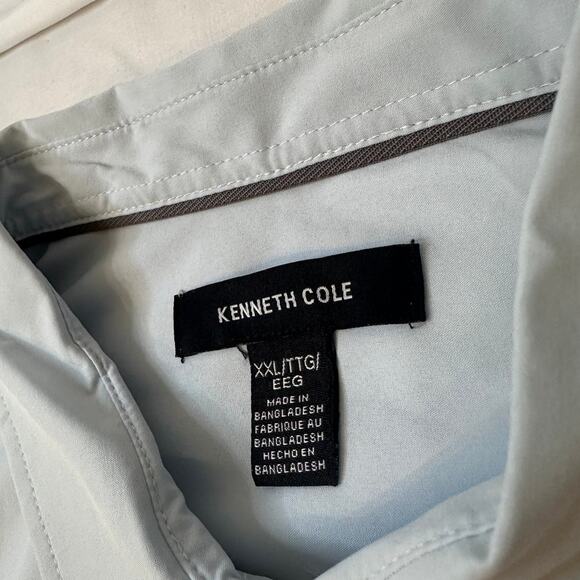 KENNETH COLE
XXL/TTG/
EEG
MADE IN
BANGLADESH
FABRIQUE AU
BANGLADESH
HECHO EN
BANGLADESH